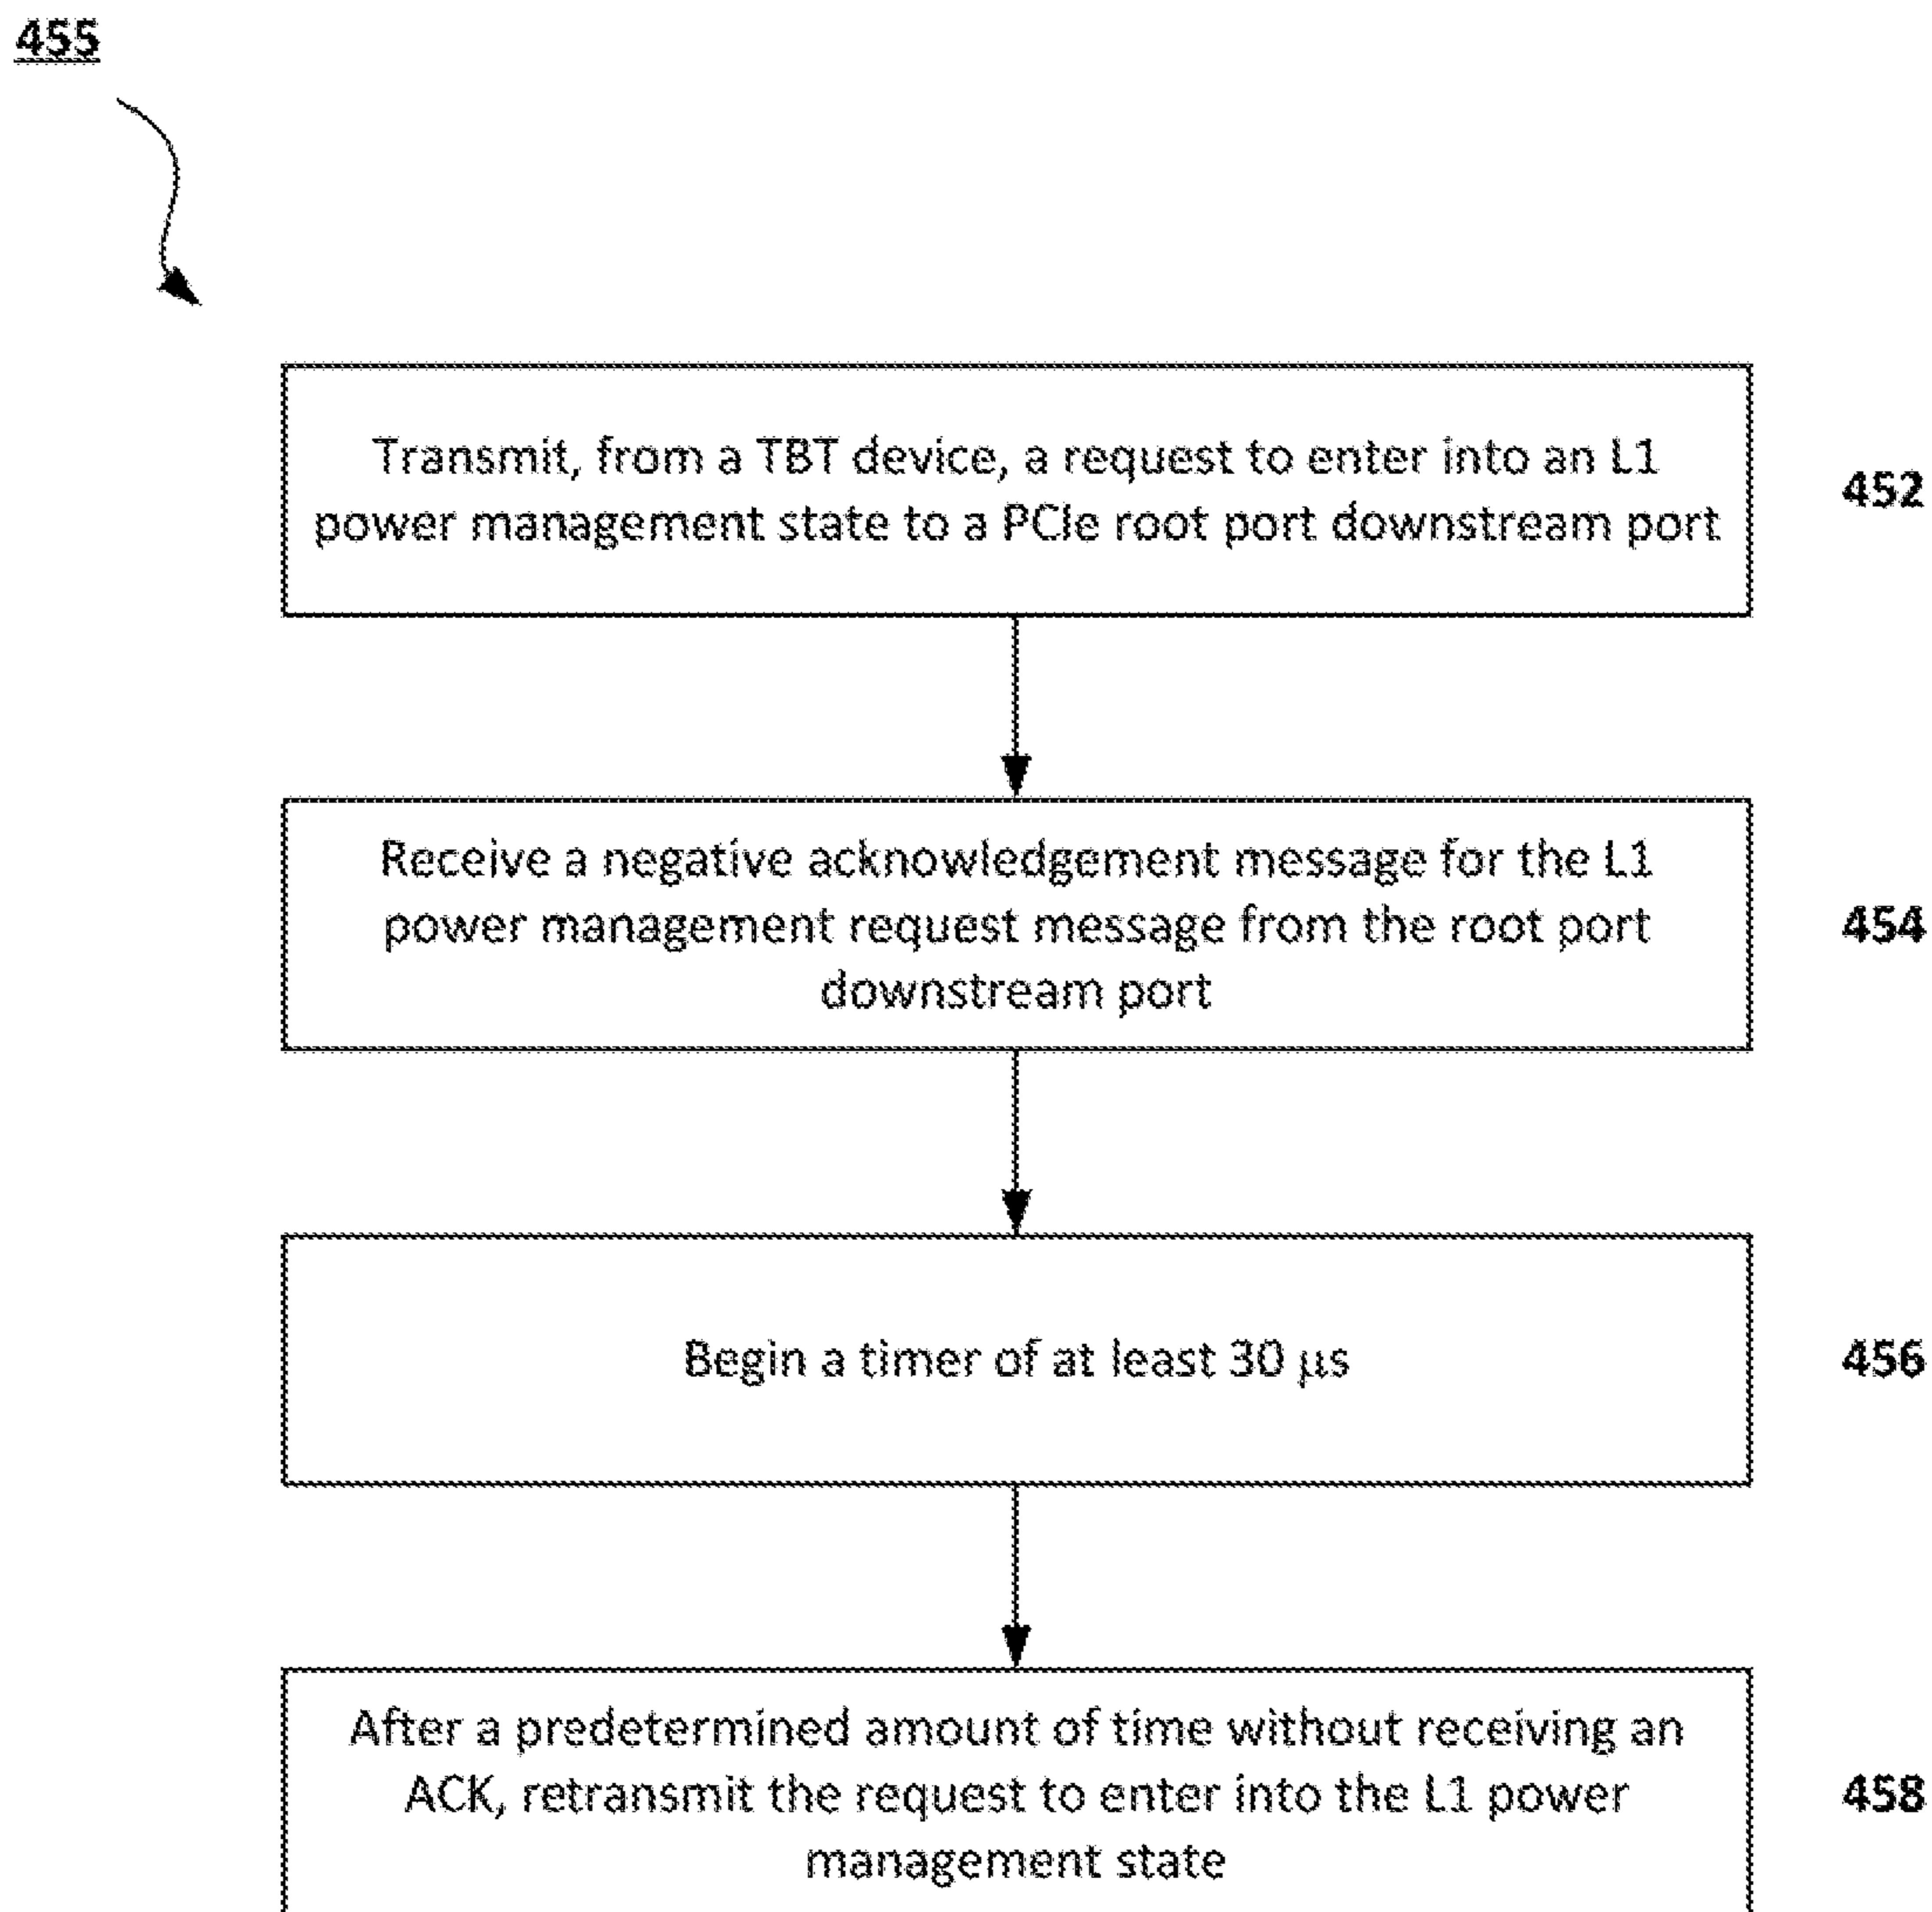 455
Transmit, from a TBT device, a request to enter into an L1
power management state to a PCIe root port downstream port
452
Receive a negative acknowledgement message for the L1
power management request message from the root port
downstream port
454
Begin a timer of at least 30 µs
456
After a predetermined amount of time without receiving an
ACK, retransmit the request to enter into the L1 power
management state
458